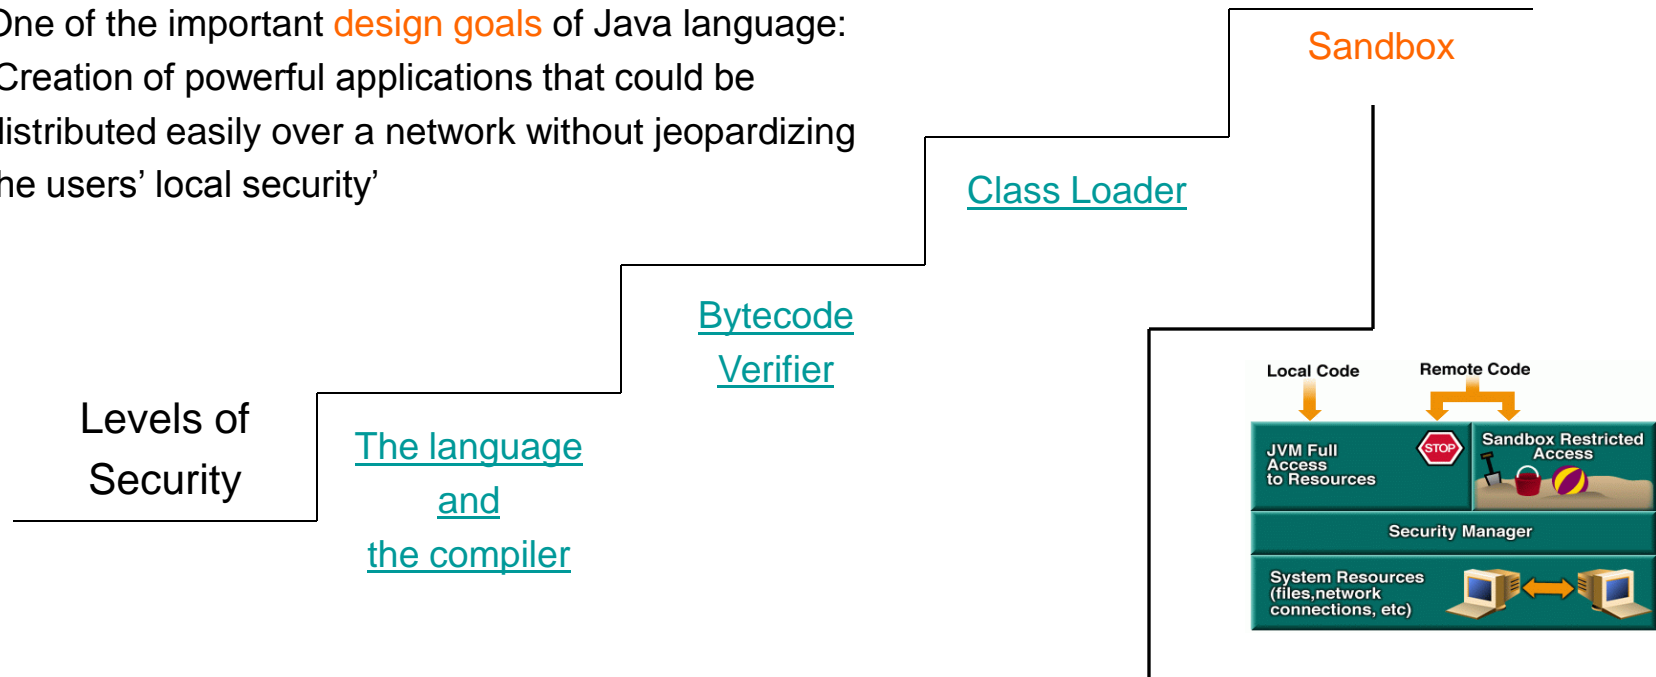 One of the important design goals of Java language:
Creation of powerful applications that could be
distributed easily over a network without jeopardizing
the users’ local security’
Sandbox
Class Loader
Bytecode
Verifier
Levels of
Security
The language
and
the compiler
Local Code
Remote Code
JVM Full
Access
to Resources
STOP
Sandbox Restricted
Access
Security Manager
System Resources
(files,network
connections, etc)